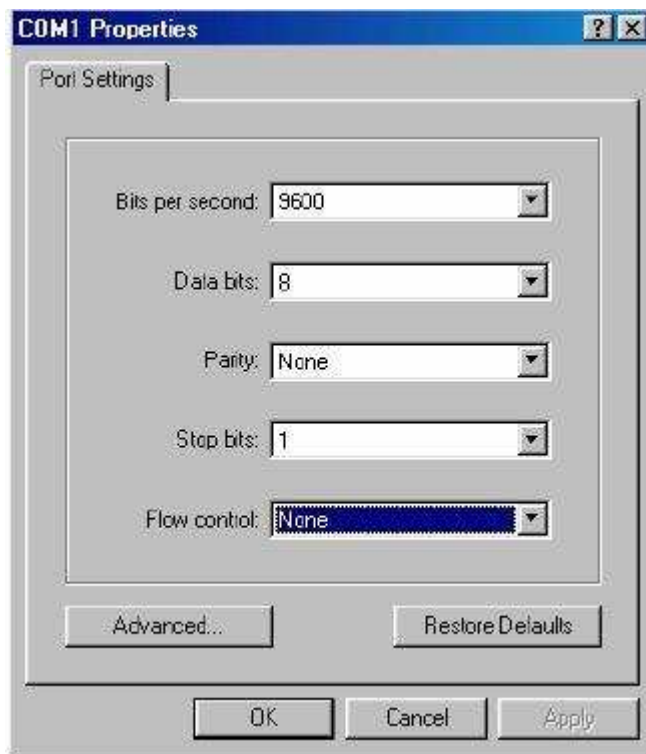 COM1 Properties
Port Settings
Bits per second: 9600
Data bits: 8
Parity: None
Stop bits: 1
Flow control: None
Advanced...
Restore Defaults
OK
Cancel
Apply